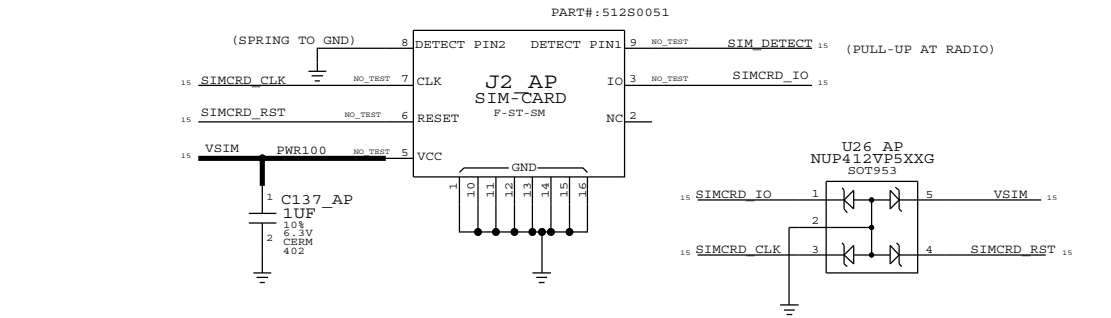 PART#:512S0051
(SPRING TO GND)
8 DETECT PIN2 DETECT PIN1 9 NO_TEST SIM_DETECT 15 (PULL-UP AT RADIO)
15 SIMCRD_CLK NO_TEST 7 CLK IO 3 NO_TEST SIMCRD_IO 15
J2_AP
SIM-CARD
F-ST-SM
15 SIMCRD_RST NO_TEST 6 RESET NC 2
15 VSIM PWR100 NO_TEST 5 VCC
GND
1 10 11 12 13 14 15 16
1 C137_AP
1UF
10%
6.3V
2 CERM
402
U26_AP
NUP412VP5XXG
SOT953
15 SIMCRD_IO 1 5 VSIM 15
2
15 SIMCRD_CLK 3 4 SIMCRD_RST 15